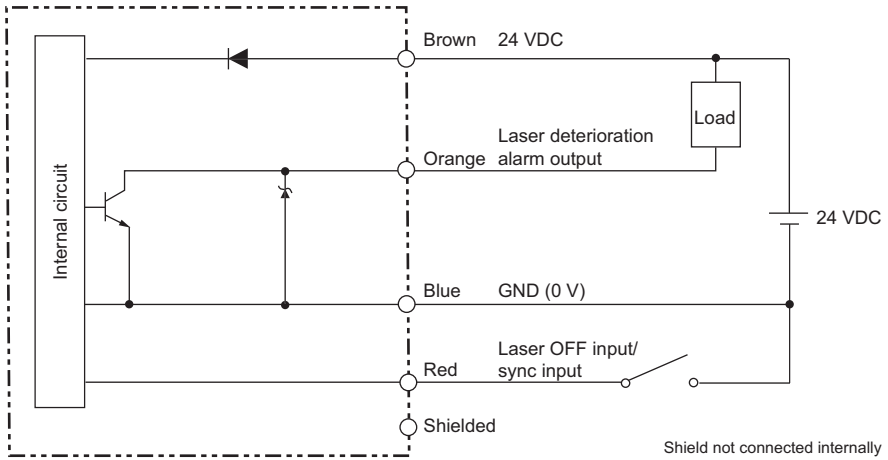 Brown 24 VDC
Load
Laser deterioration
Orange alarm output
Internal circuit
24 VDC
Blue GND (0 V)
Laser OFF input/
Red sync input
Shielded
Shield not connected internally